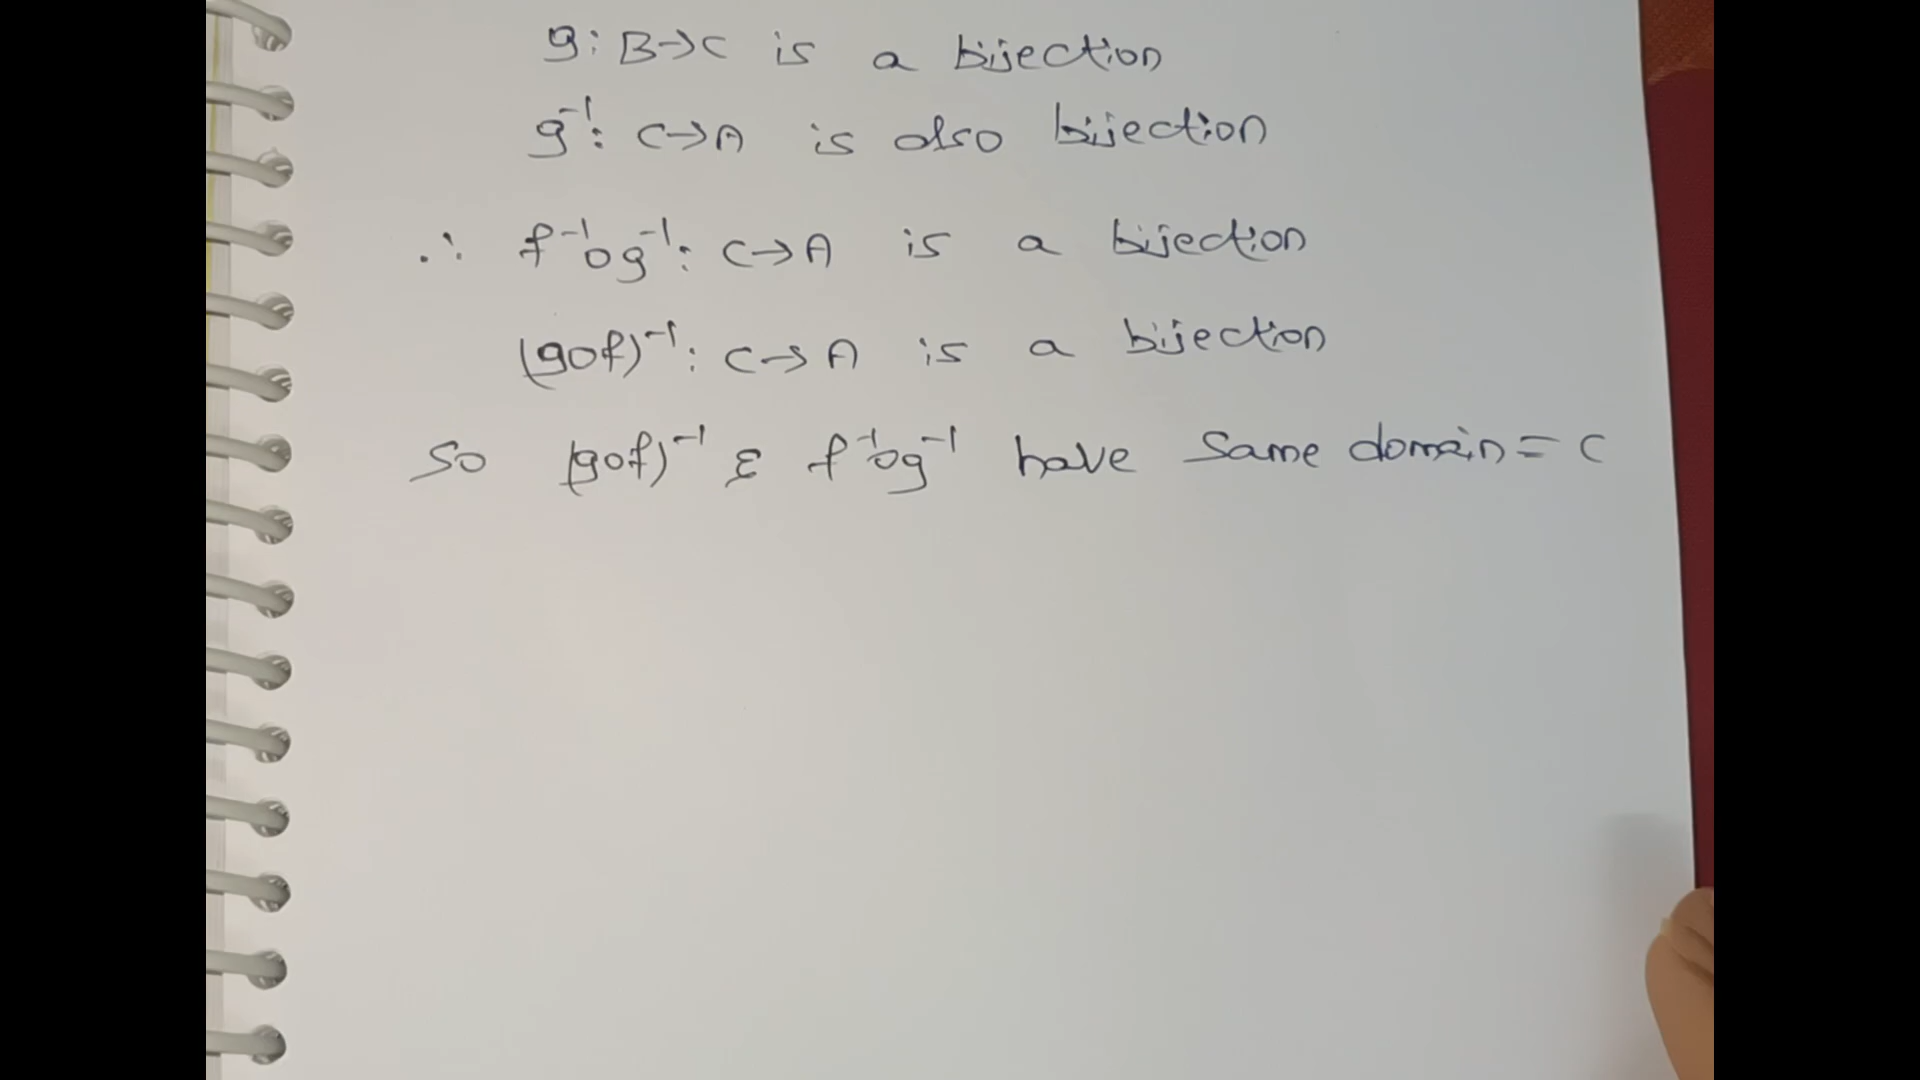 g: B→C is a bijection
g⁻¹: C→A is also bijection
∴ f⁻¹og⁻¹: C→A is a bijection
(gof)⁻¹: C→A is a bijection
So (gof)⁻¹ & f⁻¹og⁻¹ have same domain = C